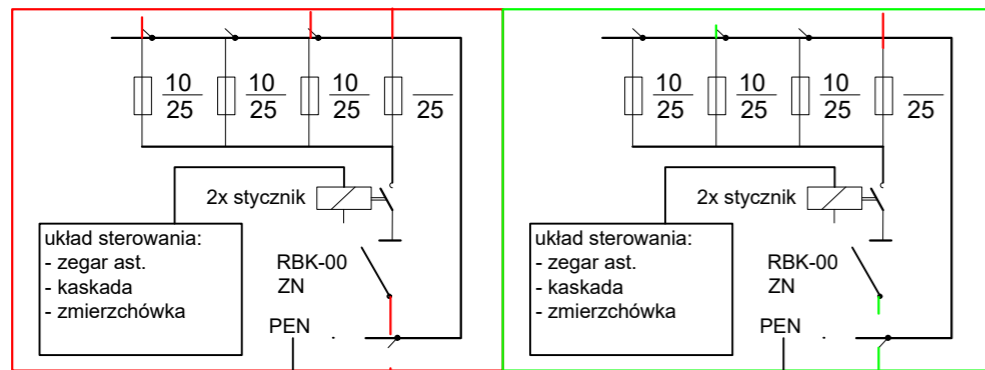 10 10 10
25 25 25 25
2x stycznik
układ sterowania:
- zegar ast.
- kaskada
- zmierzchówka
RBK-00
ZN
PEN
10 10 10
25 25 25 25
2x stycznik
układ sterowania:
- zegar ast.
- kaskada
- zmierzchówka
RBK-00
ZN
PEN